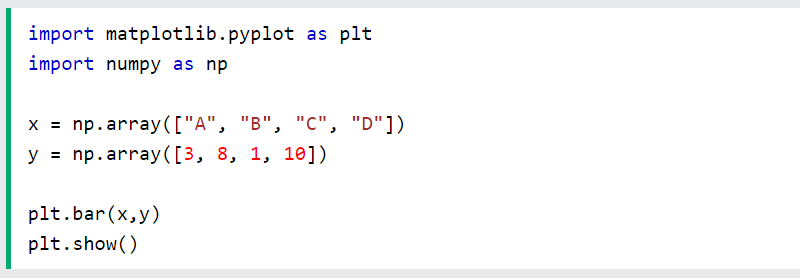 import matplotlib.pyplot as plt
import numpy as np
x = np.array(["A", "B", "C", "D"])
y = np.array([3, 8, 1, 10])
plt.bar(x,y)
plt.show()